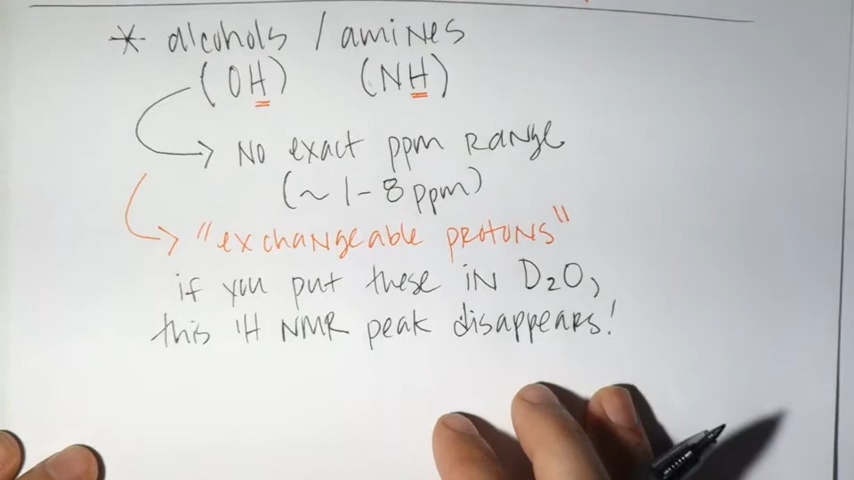 * alcohols / amines
(OH) (NH)
No exact ppm range
(~ 1-8 ppm)
"exchangeable protons"
if you put these in D₂O,
this ¹H NMR peak disappears!